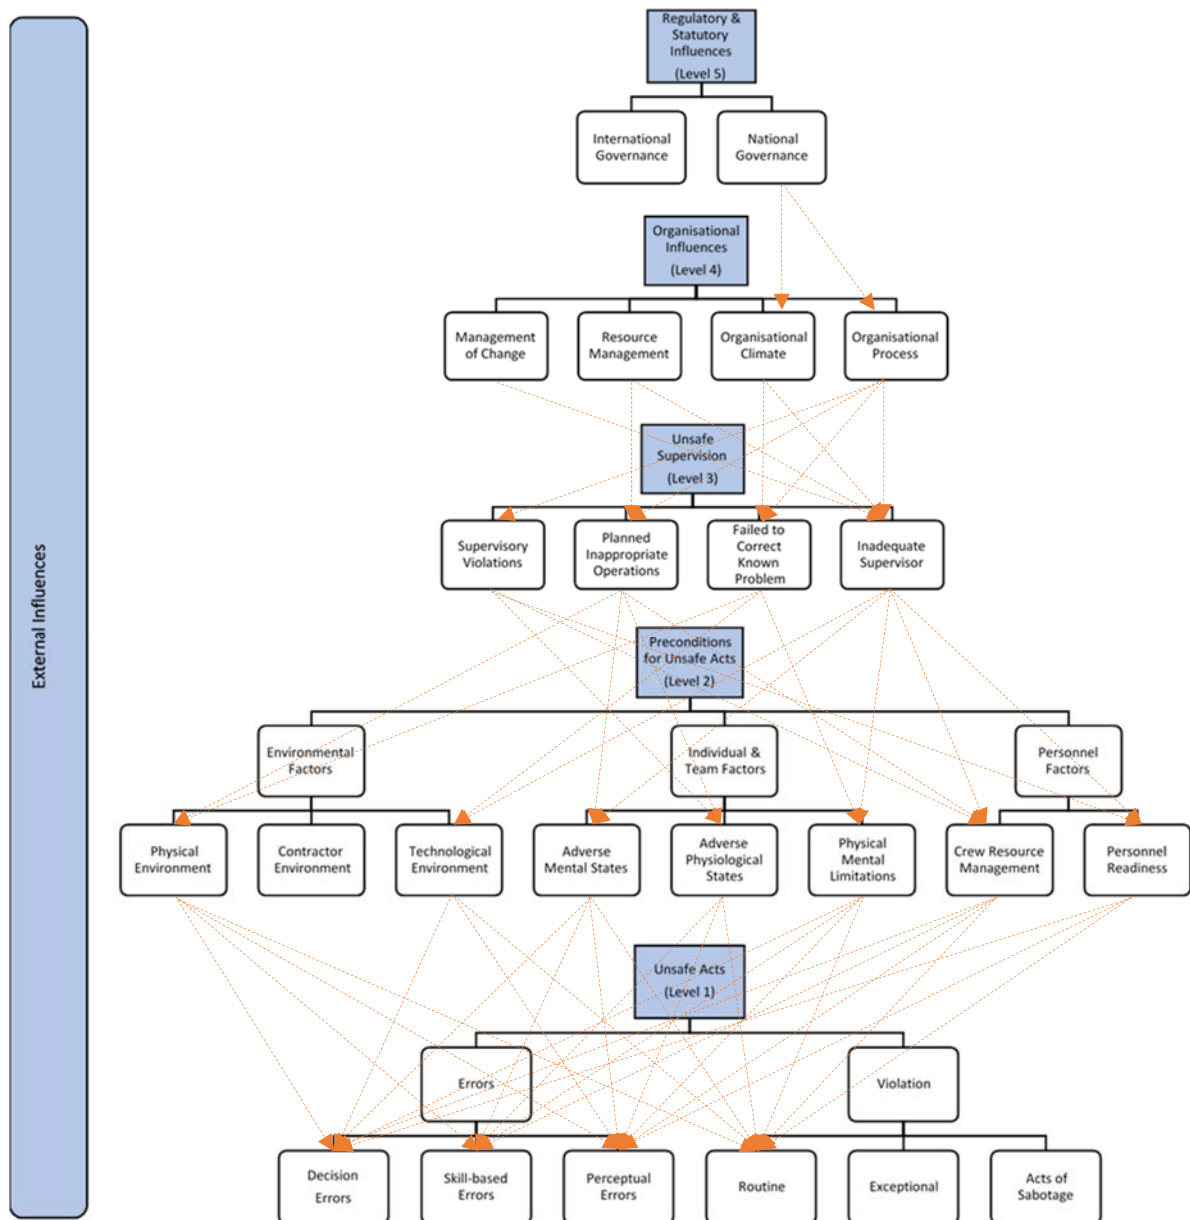 External Influences
Regulatory &
Statutory
Influences
(Level 5)
International
Governance
National
Governance
Organisational
Influences
(Level 4)
Management
of Change
Resource
Management
Organisational
Climate
Organisational
Process
Unsafe
Supervision
(Level 3)
Supervisory
Violations
Planned
Inappropriate
Operations
Failed to
Correct
Known
Problem
Inadequate
Supervisor
Preconditions
for Unsafe Acts
(Level 2)
Environmental
Factors
Individual &
Team Factors
Personnel
Factors
Physical
Environment
Contractor
Environment
Technological
Environment
Adverse
Mental States
Adverse
Physiological
States
Physical
Mental
Limitations
Crew Resource
Management
Personnel
Readiness
Unsafe Acts
(Level 1)
Errors
Violation
Decision
Errors
Skill-based
Errors
Perceptual
Errors
Routine
Exceptional
Acts of
Sabotage